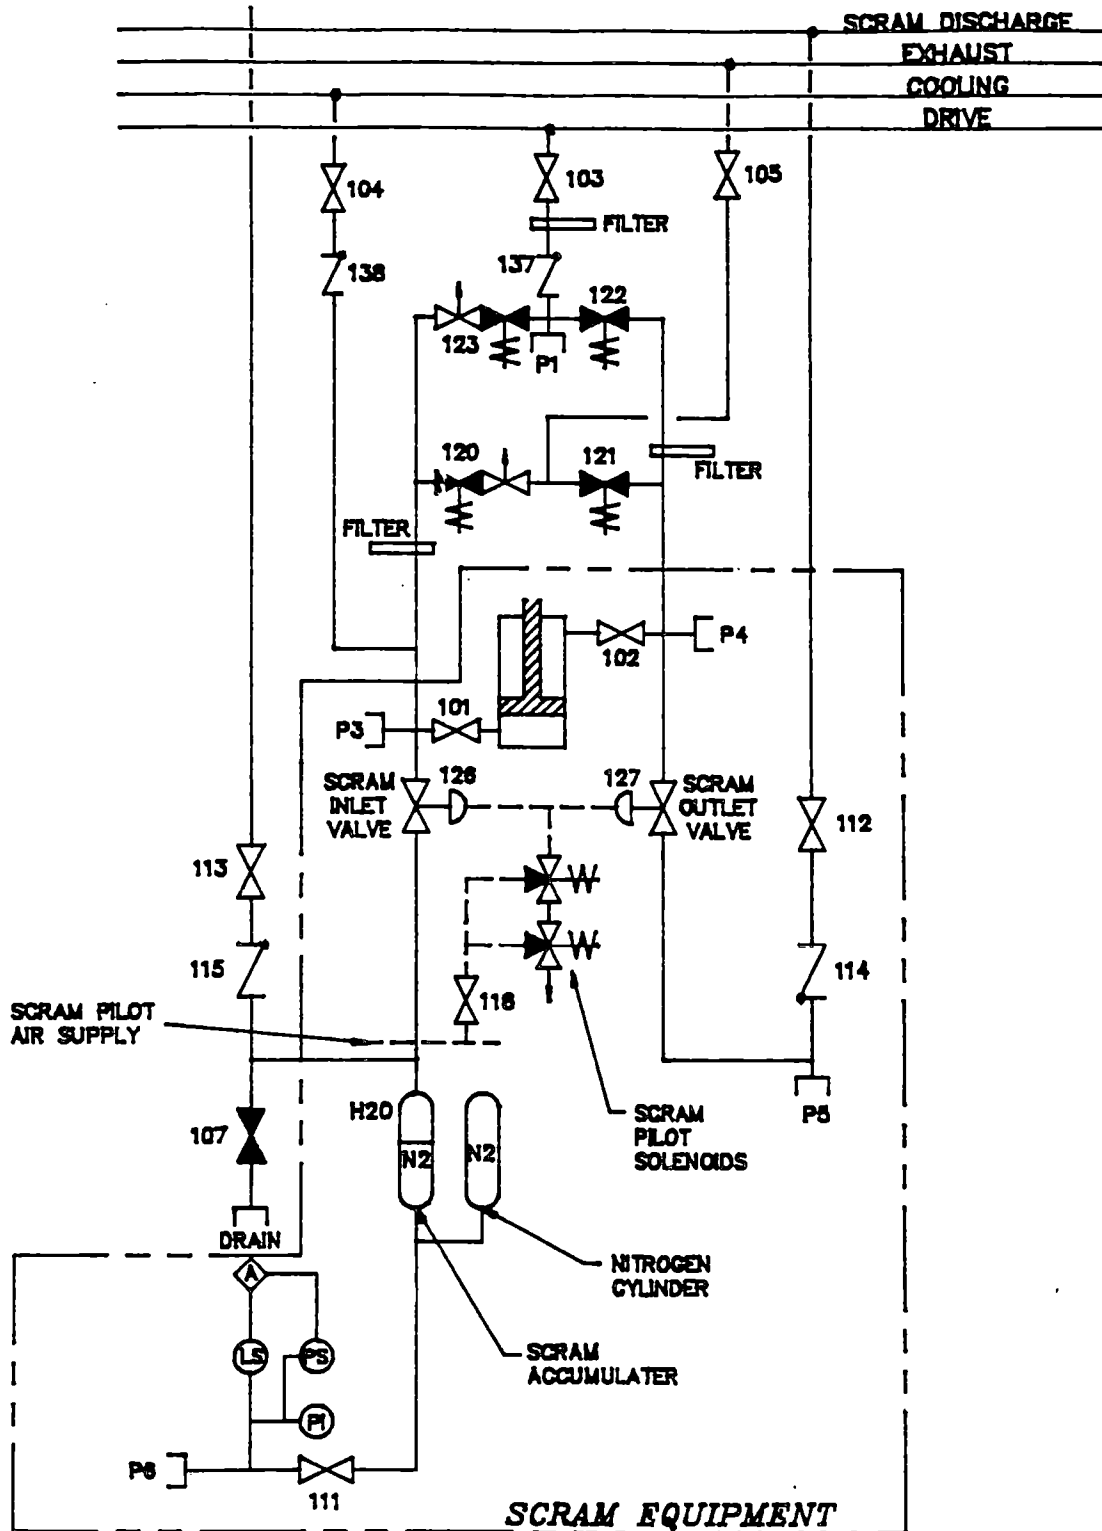 SCRAM DISCHARGE
EXHAUST
COOLING
DRIVE
104
103
105
FILTER
138
137
122
123
P1
120
121
FILTER
FILTER
102
P4
101
P3
126
127
SCRAM
INLET
VALVE
SCRAM
OUTLET
VALVE
112
113
115
114
116
SCRAM PILOT
AIR SUPPLY
H20
N2
N2
SCRAM
PILOT
SOLENOIDS
P5
107
DRAIN
A
NITROGEN
CYLINDER
LS
PS
SCRAM
ACCUMULATER
PI
P6
111
SCRAM EQUIPMENT